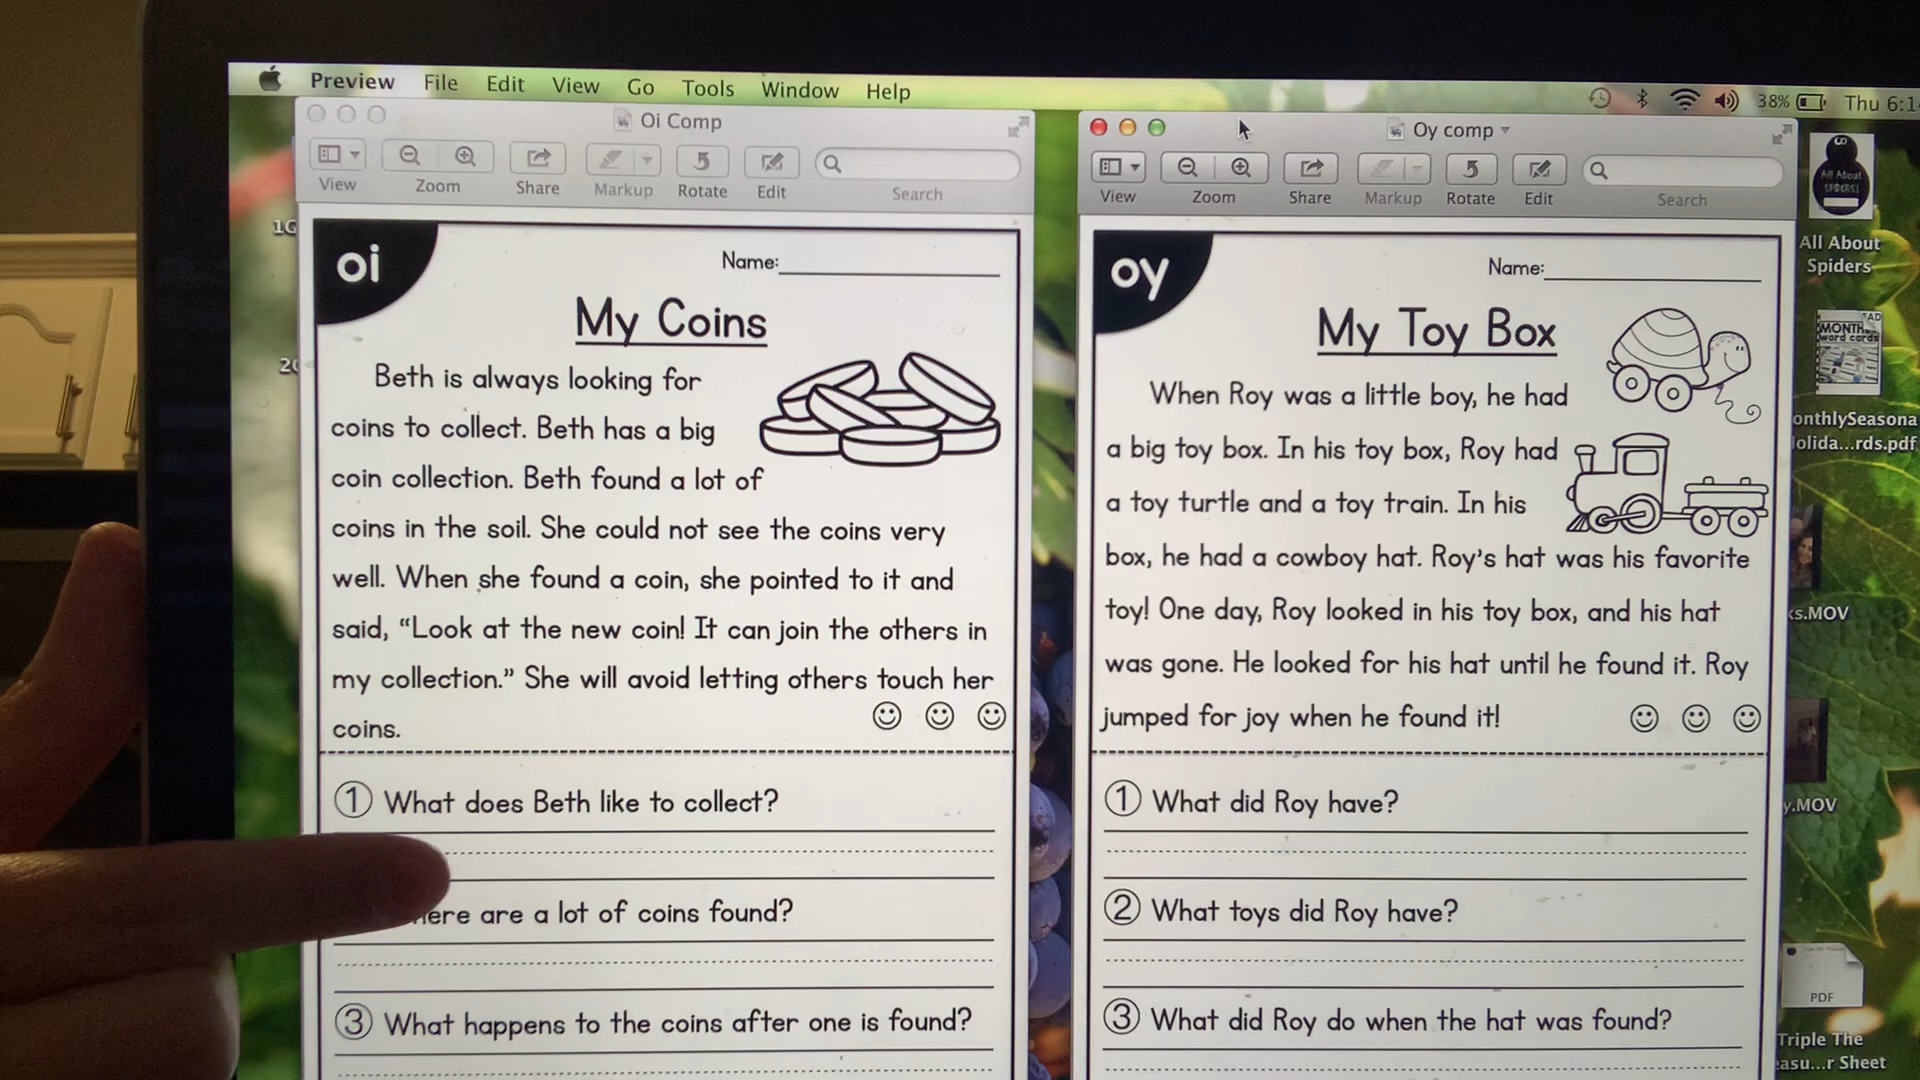 Preview File Edit View Go Tools Window Help
38% Thu 6:1
Oi Comp
View Zoom Share Markup Rotate Edit Search
oi
Name:
My Coins
Beth is always looking for
coins to collect. Beth has a big
coin collection. Beth found a lot of
coins in the soil. She could not see the coins very
well. When she found a coin, she pointed to it and
said, “Look at the new coin! It can join the others in
my collection.” She will avoid letting others touch her
coins.
① What does Beth like to collect?
here are a lot of coins found?
③ What happens to the coins after one is found?
Oy comp
View Zoom Share Markup Rotate Edit Search
oy
Name:
My Toy Box
When Roy was a little boy, he had
a big toy box. In his toy box, Roy had
a toy turtle and a toy train. In his
box, he had a cowboy hat. Roy's hat was his favorite
toy! One day, Roy looked in his toy box, and his hat
was gone. He looked for his hat until he found it. Roy
jumped for joy when he found it!
① What did Roy have?
② What toys did Roy have?
③ What did Roy do when the hat was found?
1G
20
All About
SPIDERS!
All About
Spiders
MONTH
word cards
onthlySeasona
olida...rds.pdf
ks.MOV
y.MOV
PDF
Triple The
easu...r Sheet